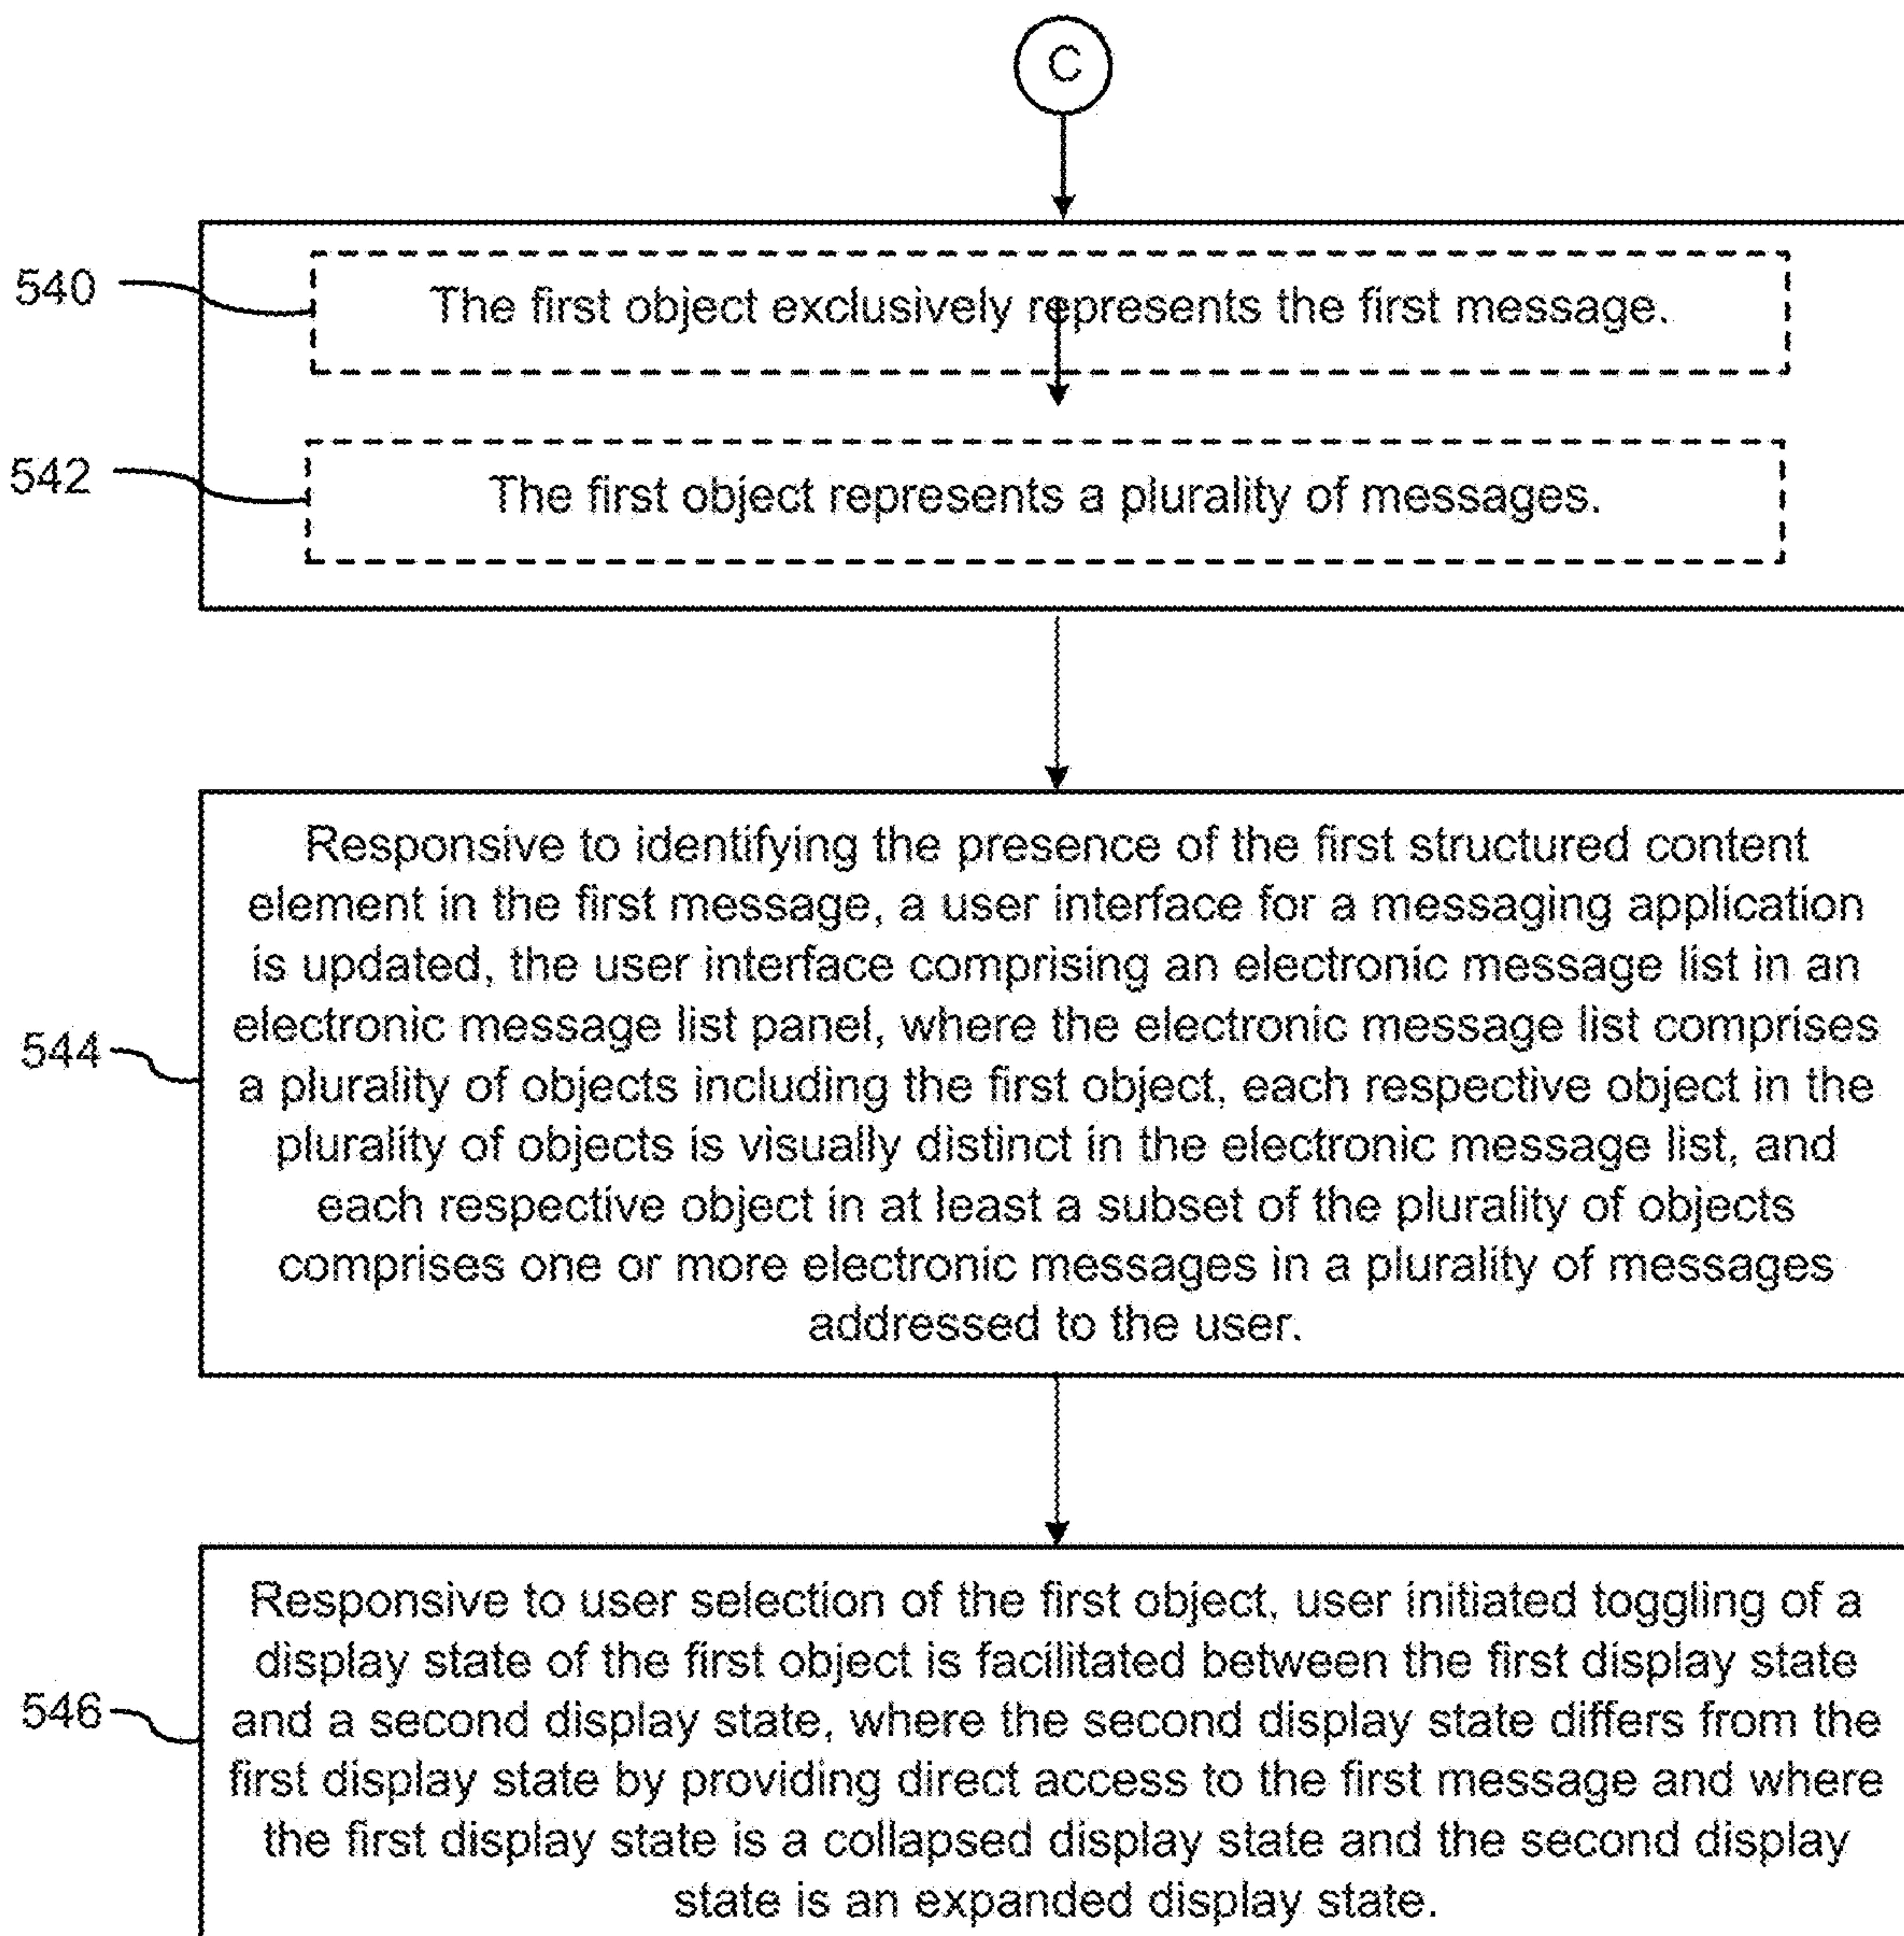 C
540
The first object exclusively represents the first message.
542
The first object represents a plurality of messages.
544
Responsive to identifying the presence of the first structured content
element in the first message, a user interface for a messaging application
is updated, the user interface comprising an electronic message list in an
electronic message list panel, where the electronic message list comprises
a plurality of objects including the first object, each respective object in the
plurality of objects is visually distinct in the electronic message list, and
each respective object in at least a subset of the plurality of objects
comprises one or more electronic messages in a plurality of messages
addressed to the user.
546
Responsive to user selection of the first object, user initiated toggling of a
display state of the first object is facilitated between the first display state
and a second display state, where the second display state differs from the
first display state by providing direct access to the first message and where
the first display state is a collapsed display state and the second display
state is an expanded display state.